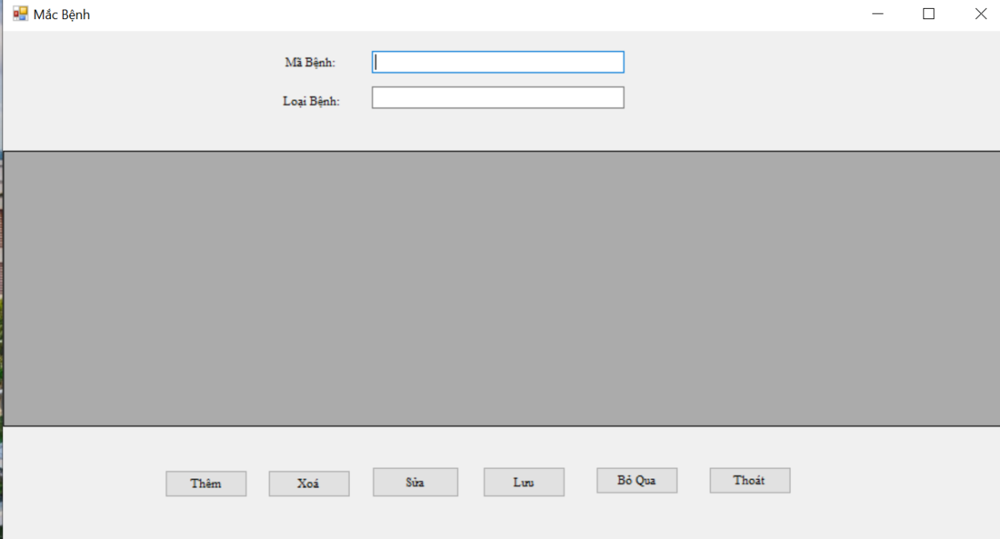 Mắc Bệnh
Mã Bệnh:
Loại Bệnh:
Thêm Xoá Sửa Lưu Bỏ Qua Thoát